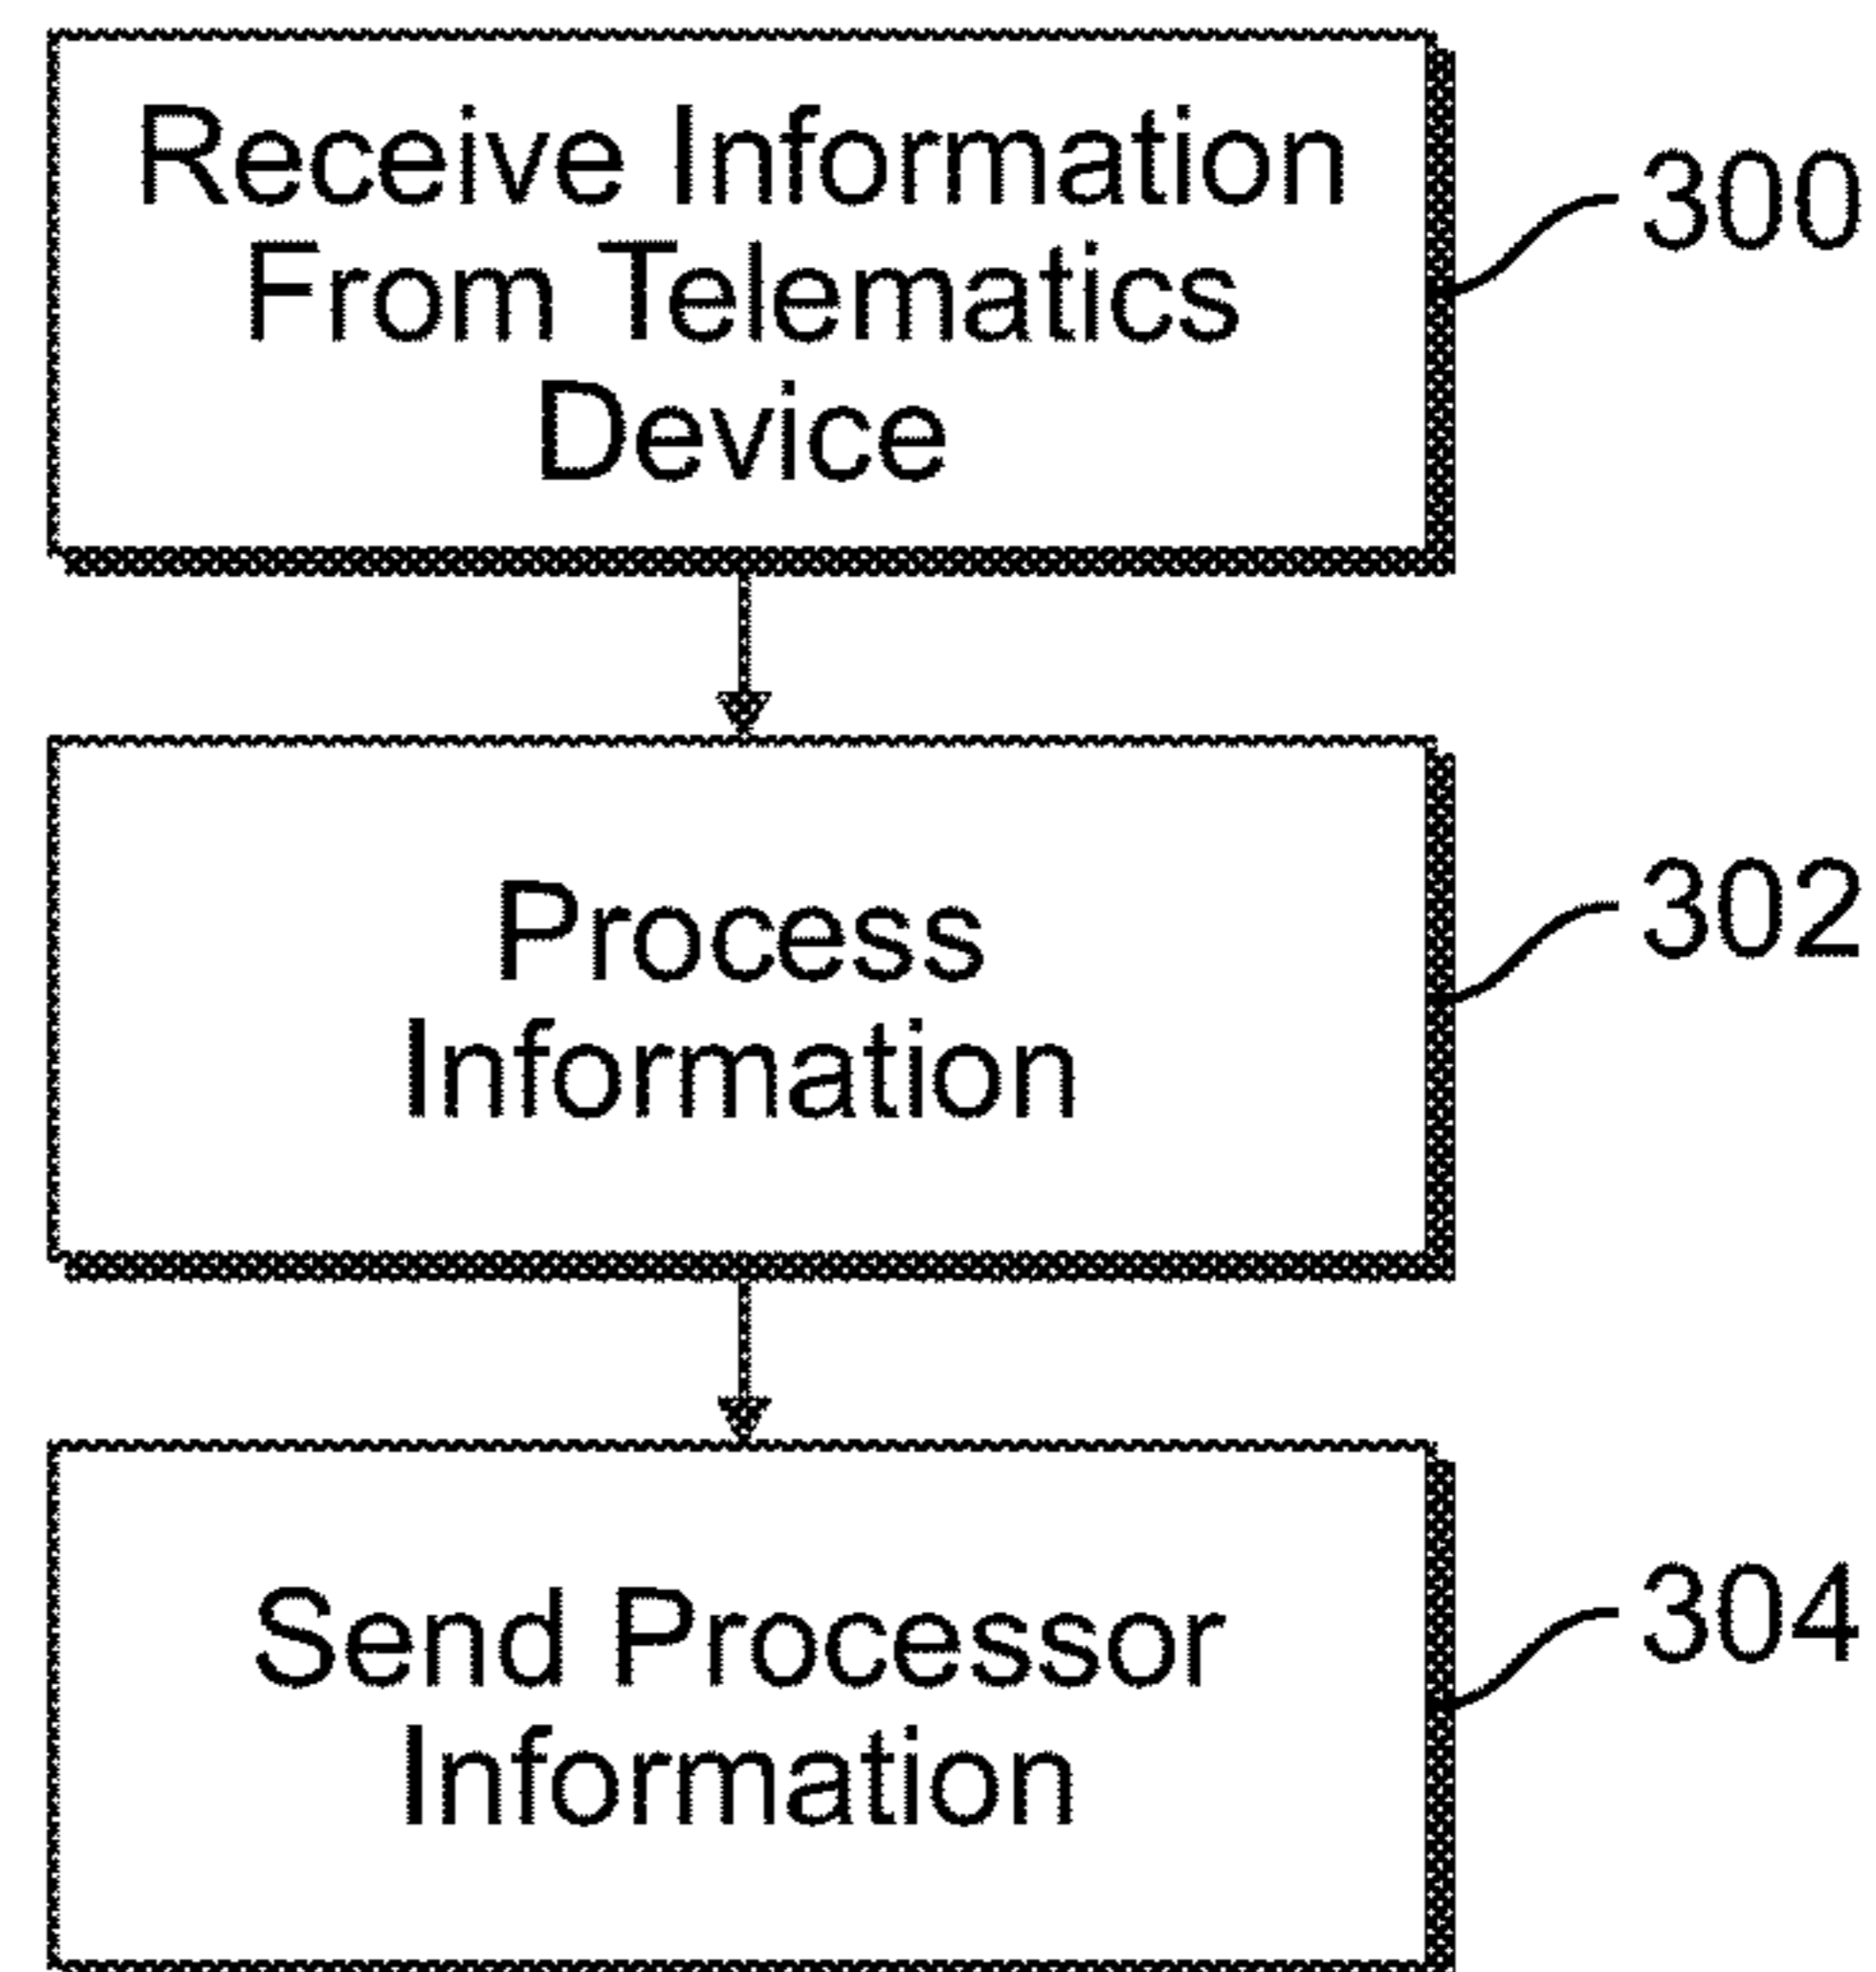 Receive Information
From Telematics
Device
300
Process
Information
302
Send Processor
Information
304